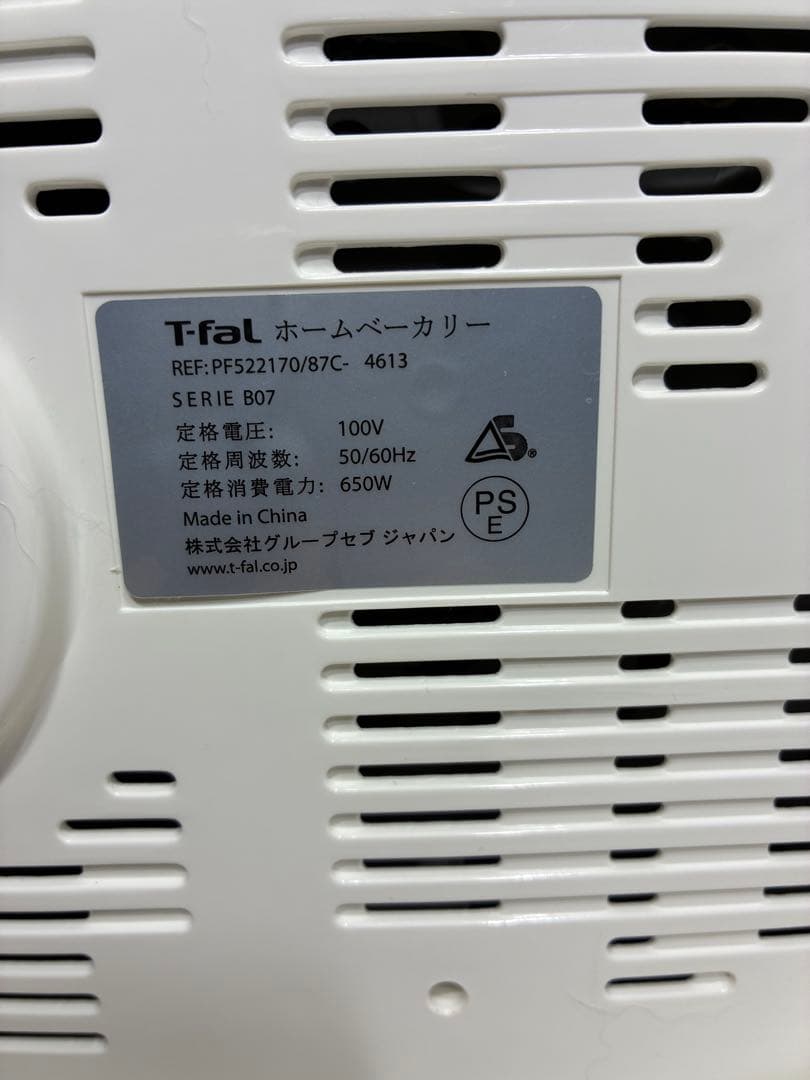 T-faL ホームベーカリー
REF:PF522170/87C- 4613
SERIE B07
定格電圧: 100V
定格周波数: 50/60Hz
定格消費電力: 650W
Made in China
株式会社グループセブ ジャパン
www.t-fal.co.jp
S®
PS
E